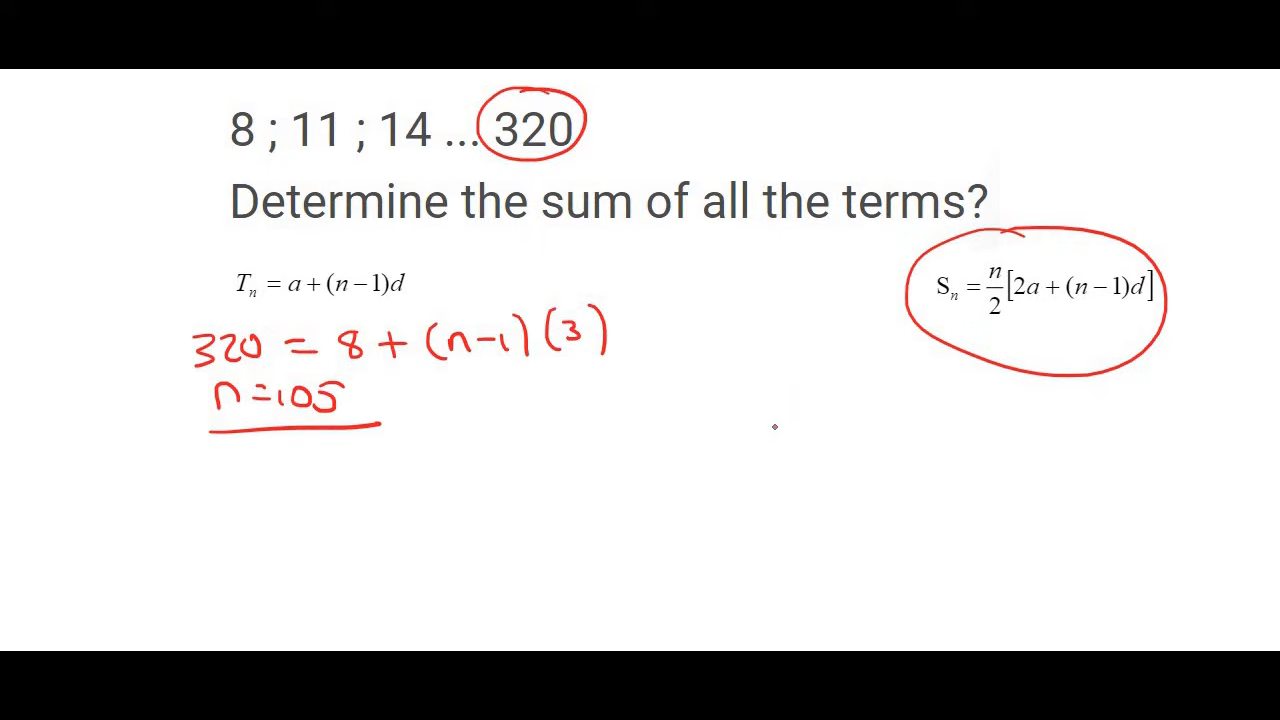 8 ; 11 ; 14 ... 320
Determine the sum of all the terms?
Tₙ = a + (n − 1)d
Sₙ = n/2 [2a + (n − 1)d]
320 = 8 + (n-1)(3)
n=105